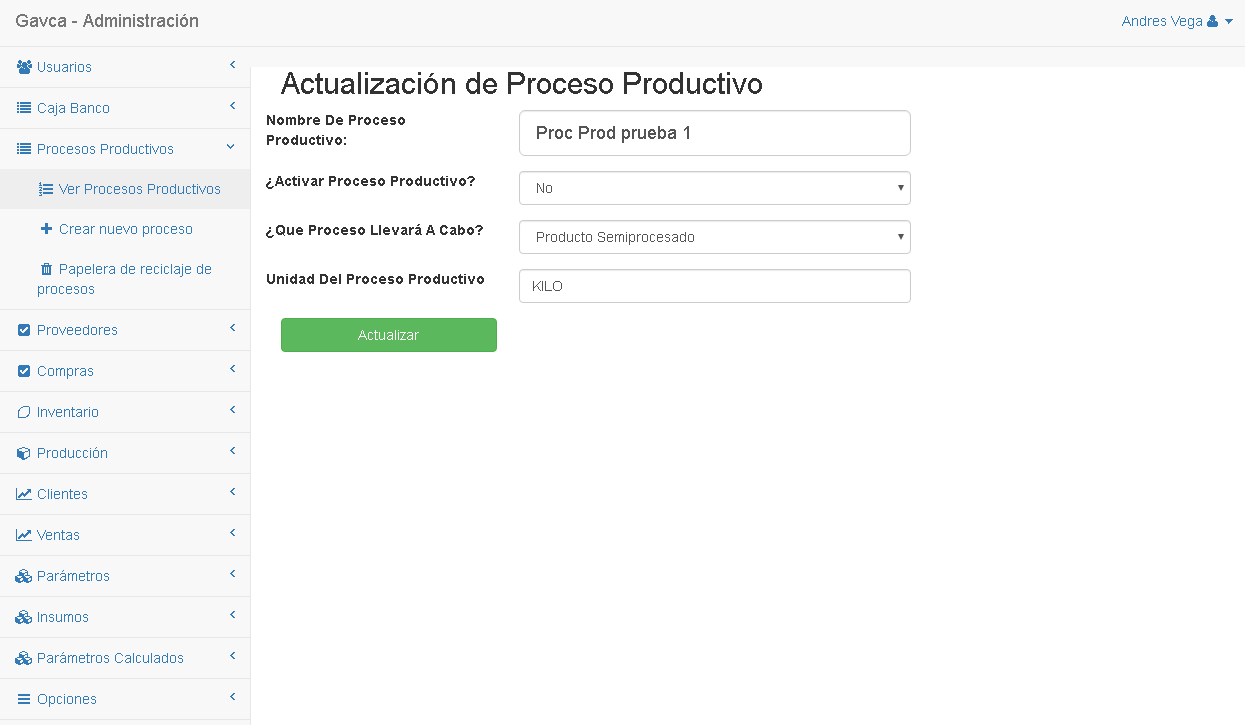 Gavca - Administración
Andres Vega
Usuarios
Caja Banco
Procesos Productivos
Ver Procesos Productivos
Crear nuevo proceso
Papelera de reciclaje de
procesos
Proveedores
Compras
Inventario
Producción
Clientes
Ventas
Parámetros
Insumos
Parámetros Calculados
Opciones
Actualización de Proceso Productivo
Nombre De Proceso
Productivo:
Proc Prod prueba 1
¿Activar Proceso Productivo?
No
¿Que Proceso Llevará A Cabo?
Producto Semiprocesado
Unidad Del Proceso Productivo
KILO
Actualizar